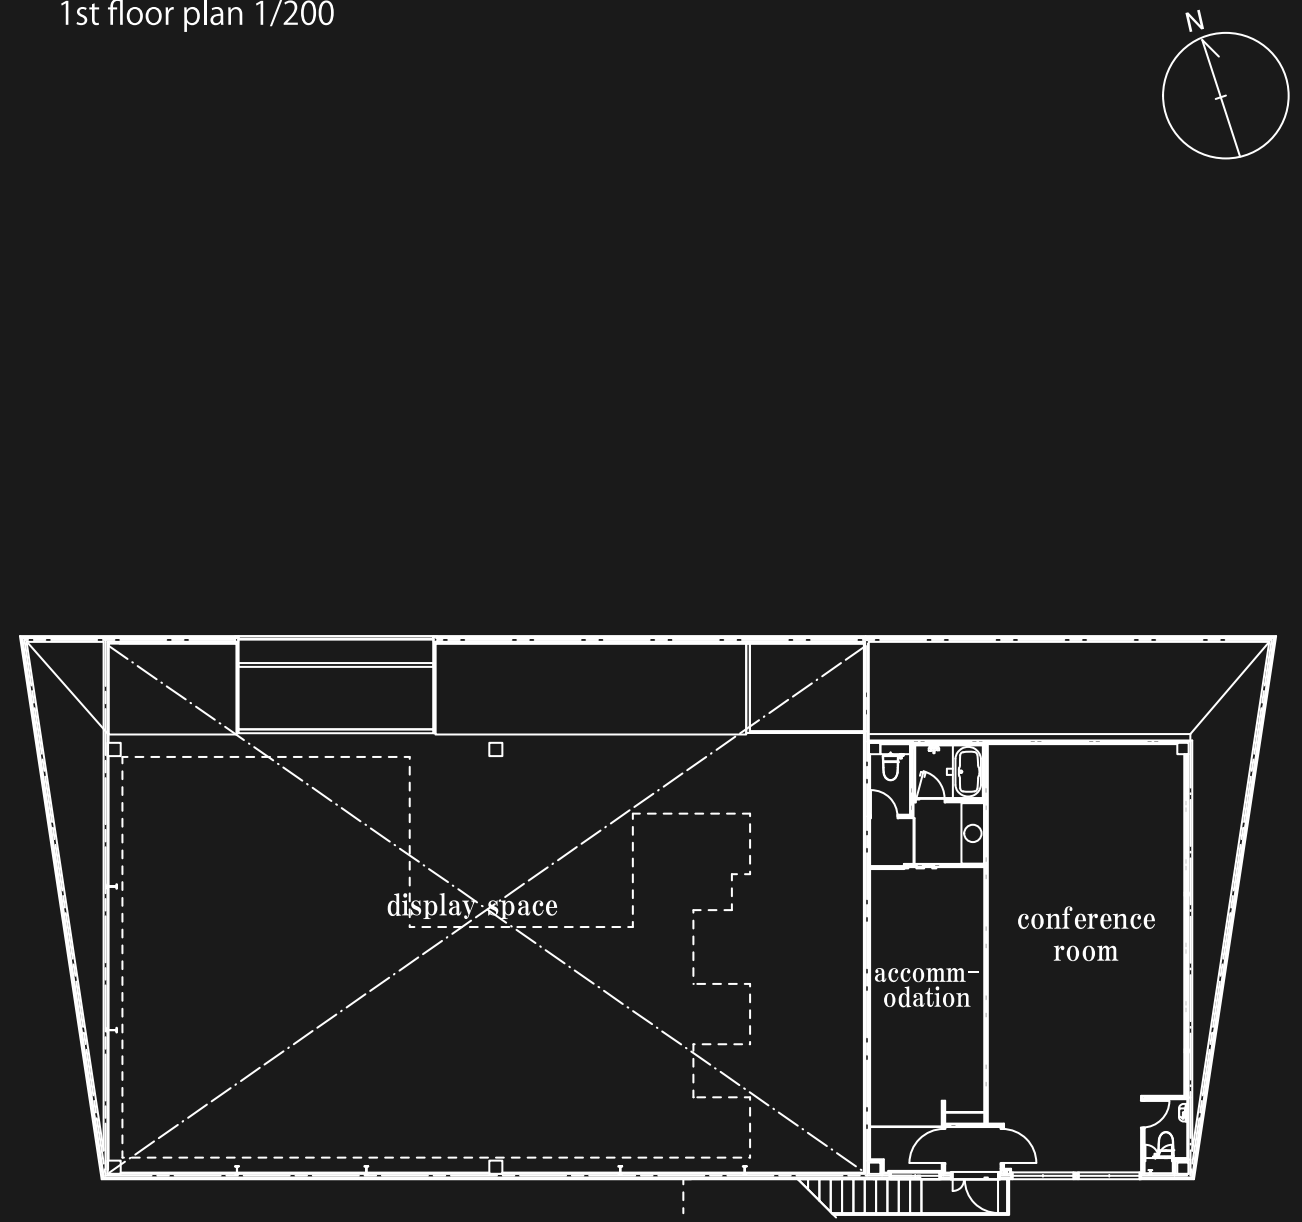 1st floor plan 1/200
N
display space
conference
room
accomm-
odation